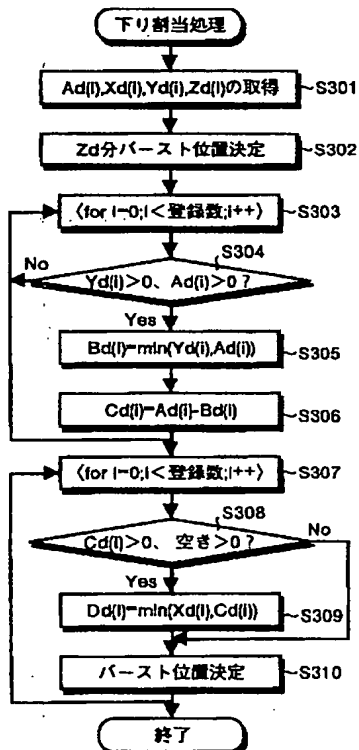 下り割当処理
Ad(i),Xd(i),Yd(i),Zd(i)の取得
S301
Zd分バースト位置決定
S302
〈for i=0;i<登録数;i++〉
S303
S304
No
Yd(i)>0、Ad(i)>0？
Yes
Bd(i)=min(Yd(i),Ad(i))
S305
Cd(i)=Ad(i)-Bd(i)
S306
〈for i=0;i<登録数;i++〉
S307
S308
No
Cd(i)>0、空き>0？
Yes
Dd(i)=min(Xd(i),Cd(i))
S309
バースト位置決定
S310
終了